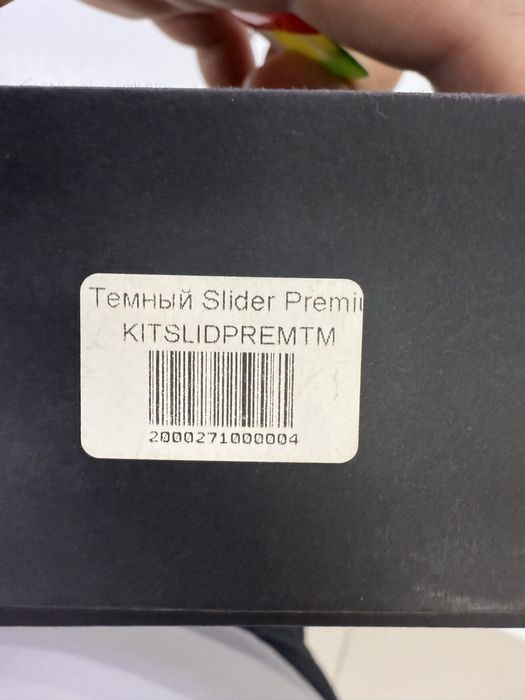 Темный Slider Premiu
KITSLIDPREMTM
2000271000004